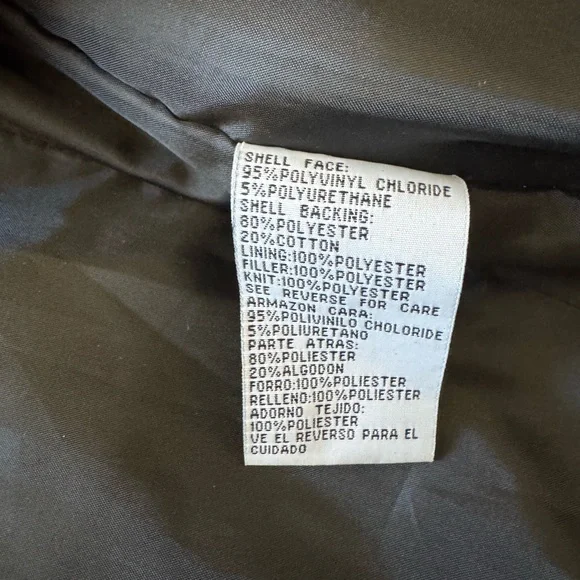 SHELL FACE:
95%POLYVINYL CHLORIDE
5%POLYURETHANE
SHELL BACKING:
80%POLYESTER
20%COTTON
LINING:100%POLYESTER
FILLER:100%POLYESTER
KNIT:100%POLYESTER
SEE REVERSE FOR CARE
ARMAZON CARA:
95%POLIVINILO CHOLORIDE
5%POLIURETANO
PARTE ATRAS:
80%POLIESTER
20%ALGODON
FORRO:100%POLIESTER
RELLENO:100%POLIESTER
ADORNO TEJIDO:
100%POLIESTER
VE EL REVERSO PARA EL
CUIDADO